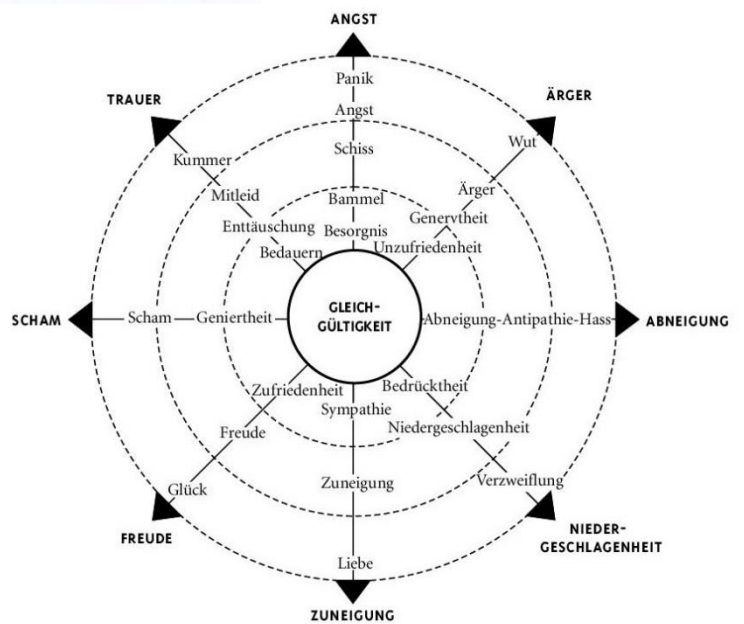 ANGST
TRAUER
ÄRGER
Panik
Angst
Kummer
Wut
Schiss
Mitleid
Ärger
Bammel
Enttäuschung
Genervtheit
Besorgnis
Bedauern
Unzufriedenheit
SCHAM
Scham
Geniertheit
GLEICH-
GÜLTIGKEIT
Abneigung-Antipathie-Hass
ABNEIGUNG
Zufriedenheit
Bedrücktheit
Sympathie
Freude
Niedergeschlagenheit
Glück
Zuneigung
Verzweiflung
FREUDE
NIEDER-
GESCHLAGENHEIT
Liebe
ZUNEIGUNG